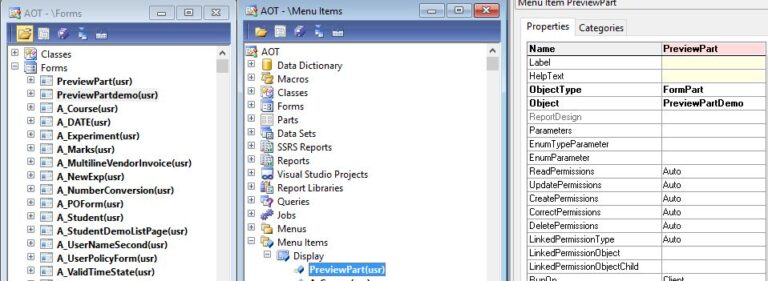 AOT - \Forms
Classes
Forms
PreviewPart(usr)
PreviewPartdemo(usr)
A_Course(usr)
A_DATE(usr)
A_Experiment(usr)
A_Marks(usr)
A_MultilineVendorInvoice(usr)
A_NewExp(usr)
A_NumberConversion(usr)
A_POForm(usr)
A_Student(usr)
A_StudentDemoListPage(usr)
A_UserNameSecond(usr)
A_UserPolicyForm(usr)
A_ValidTimeState(usr)
AOT - \Menu Items
AOT
Data Dictionary
Macros
Classes
Forms
Parts
Data Sets
SSRS Reports
Reports
Visual Studio Projects
Report Libraries
Queries
Jobs
Menus
Menu Items
Display
PreviewPart(usr)
Menu Item PreviewPart
Properties Categories
Name PreviewPart
Label
HelpText
ObjectType FormPart
Object PreviewPartDemo
ReportDesign
Parameters
EnumTypeParameter
EnumParameter
ReadPermissions Auto
UpdatePermissions Auto
CreatePermissions Auto
CorrectPermissions Auto
DeletePermissions Auto
LinkedPermissionType Auto
LinkedPermissionObject
LinkedPermissionObjectChild
RunOn Client